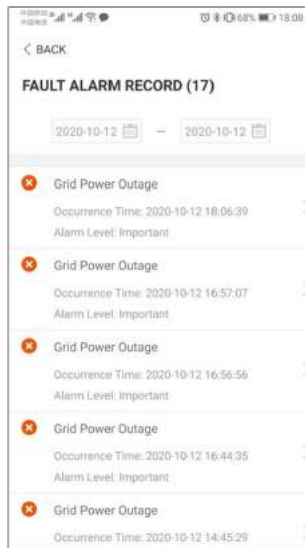 68% 18:08
BACK
FAULT ALARM RECORD (17)
2020-10-12 – 2020-10-12
Grid Power Outage
Occurrence Time: 2020-10-12 18:06:39
Alarm Level: Important
Grid Power Outage
Occurrence Time: 2020-10-12 16:57:07
Alarm Level: Important
Grid Power Outage
Occurrence Time: 2020-10-12 16:56:56
Alarm Level: Important
Grid Power Outage
Occurrence Time: 2020-10-12 16:44:35
Alarm Level: Important
Grid Power Outage
Occurrence Time: 2020-10-12 14:45:29